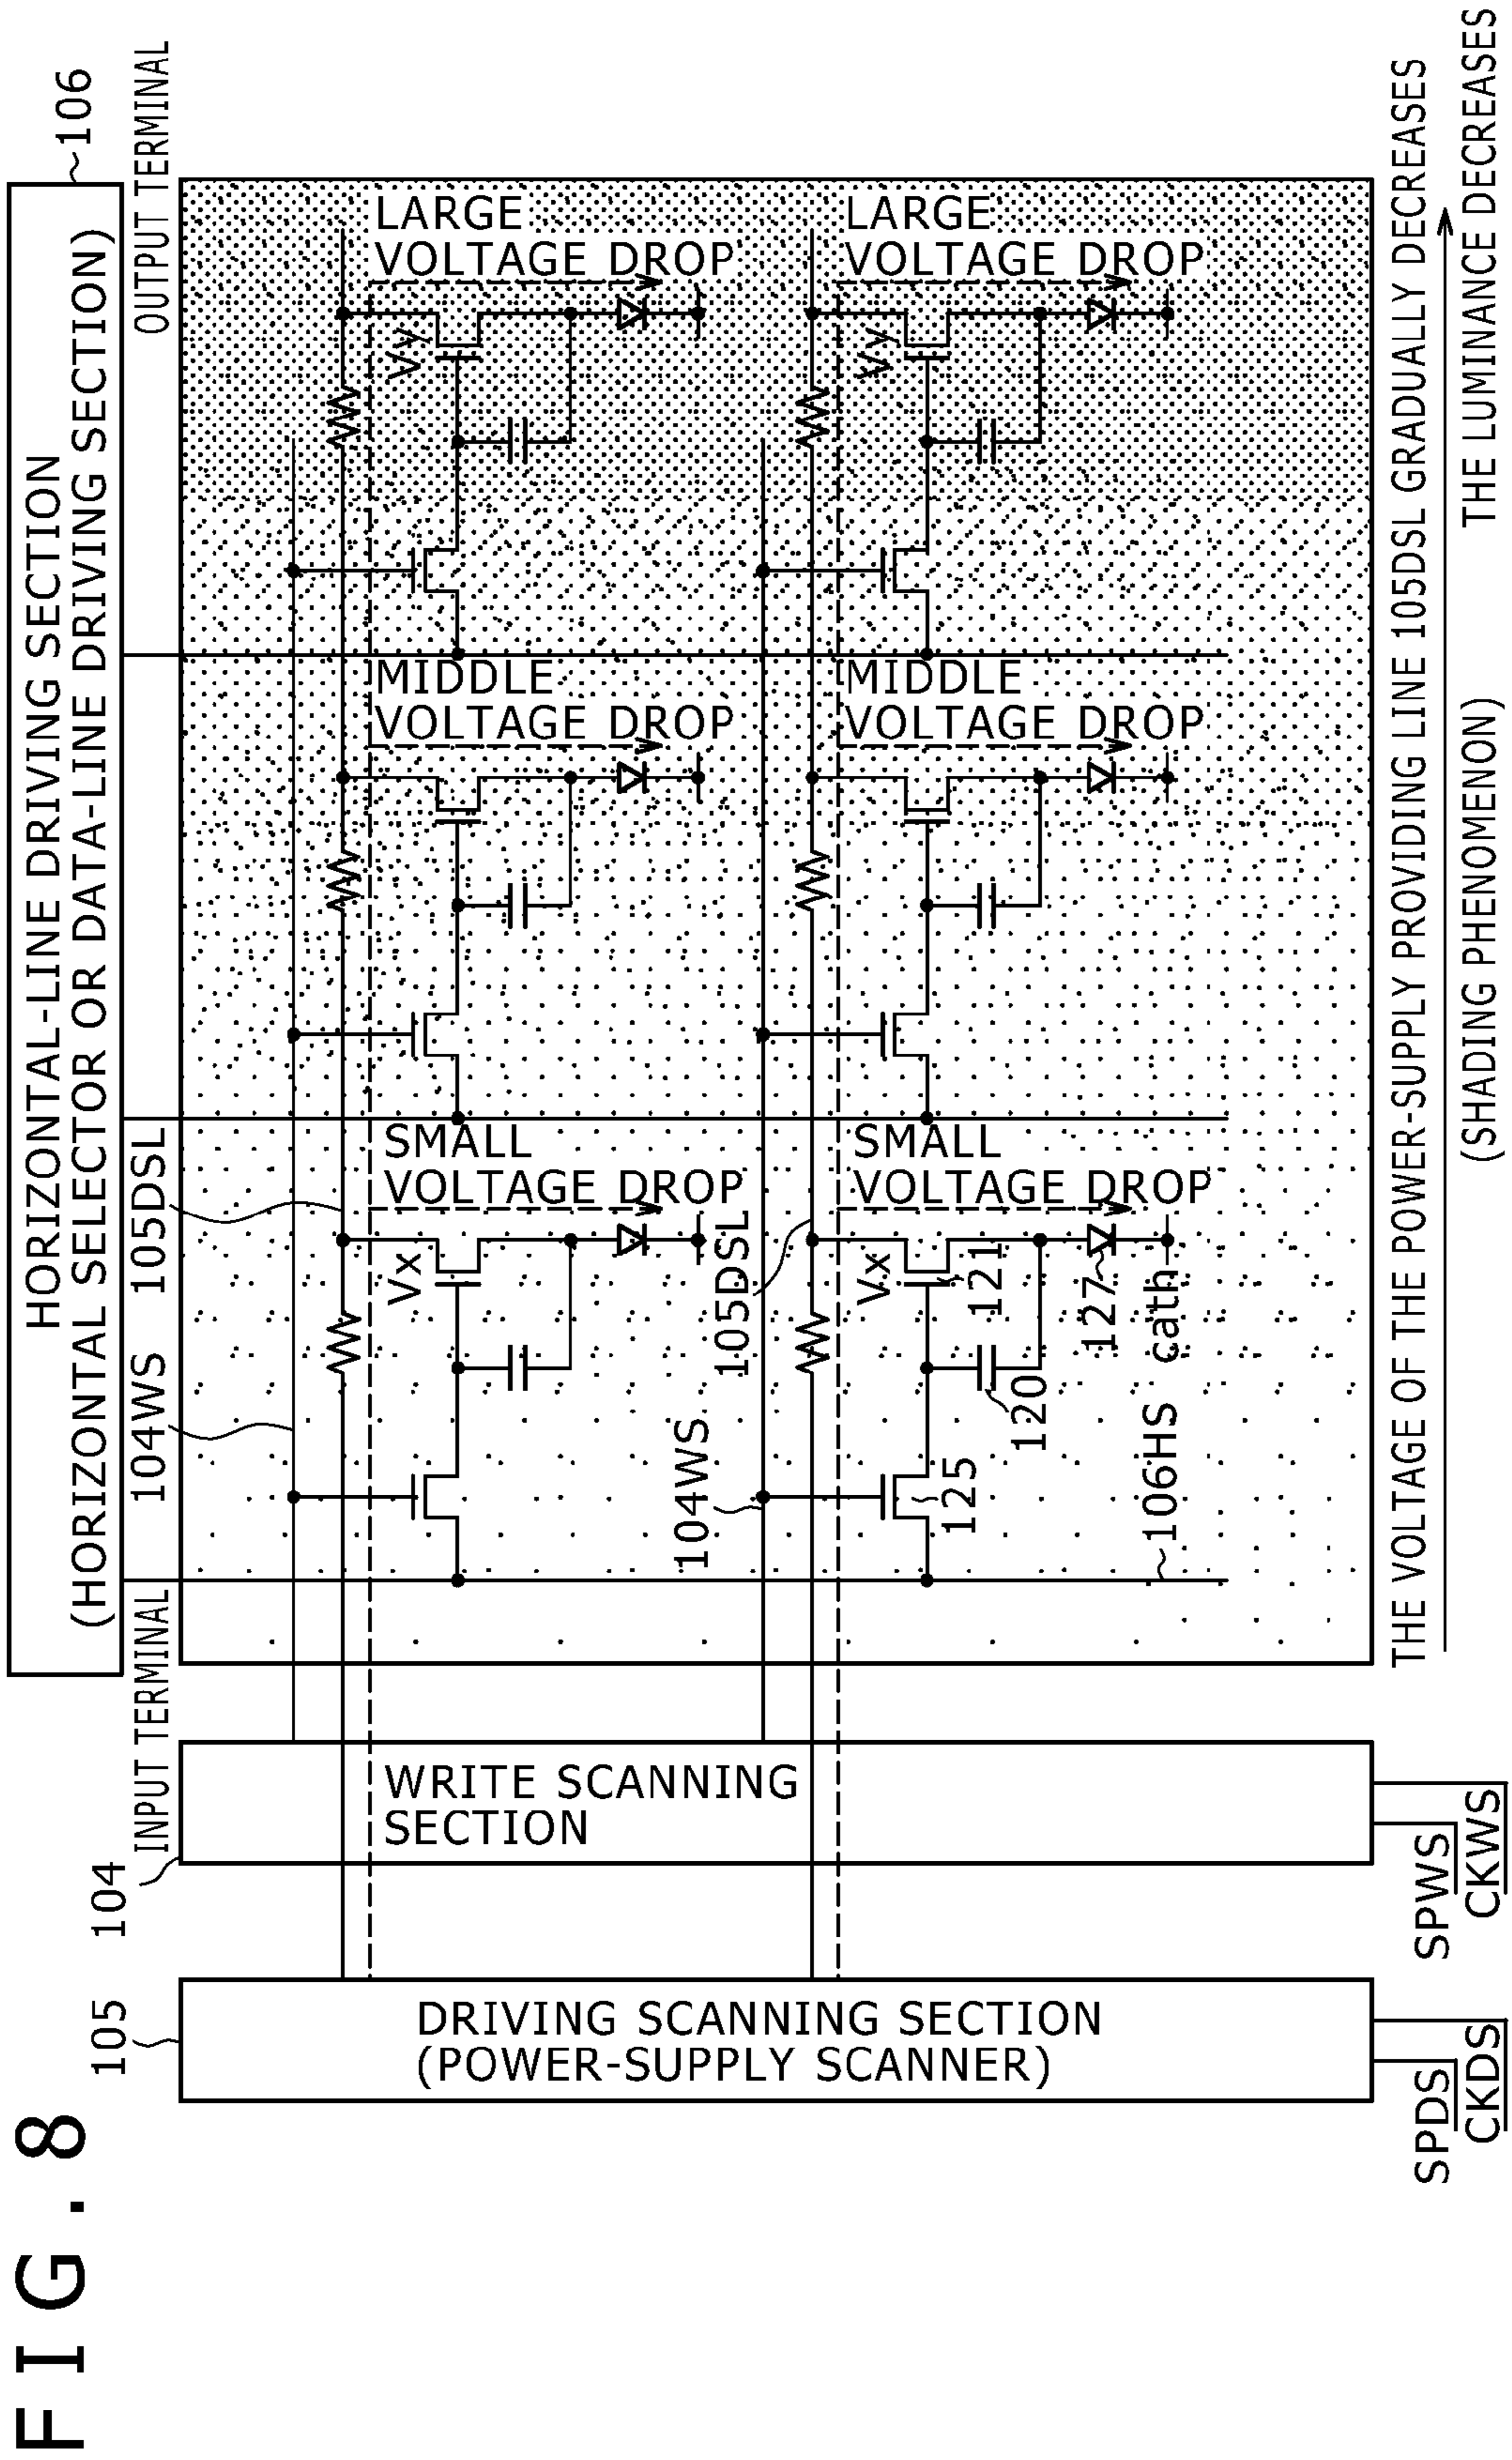 FIG. 8
HORIZONTAL-LINE DRIVING SECTION
(HORIZONTAL SELECTOR OR DATA-LINE DRIVING SECTION)
106
105
104
INPUT TERMINAL
104WS
105DSL
OUTPUT TERMINAL
DRIVING SCANNING SECTION
(POWER-SUPPLY SCANNER)
WRITE SCANNING
SECTION
SMALL
VOLTAGE DROP
MIDDLE
VOLTAGE DROP
LARGE
VOLTAGE DROP
Vx
Vy
104WS
105DSL
SMALL
VOLTAGE DROP
MIDDLE
VOLTAGE DROP
LARGE
VOLTAGE DROP
Vx
Vy
125
121
120
127
106HS
cath
SPDS
CKDS
SPWS
CKWS
THE VOLTAGE OF THE POWER-SUPPLY PROVIDING LINE 105DSL GRADUALLY DECREASES
(SHADING PHENOMENON)
THE LUMINANCE DECREASES